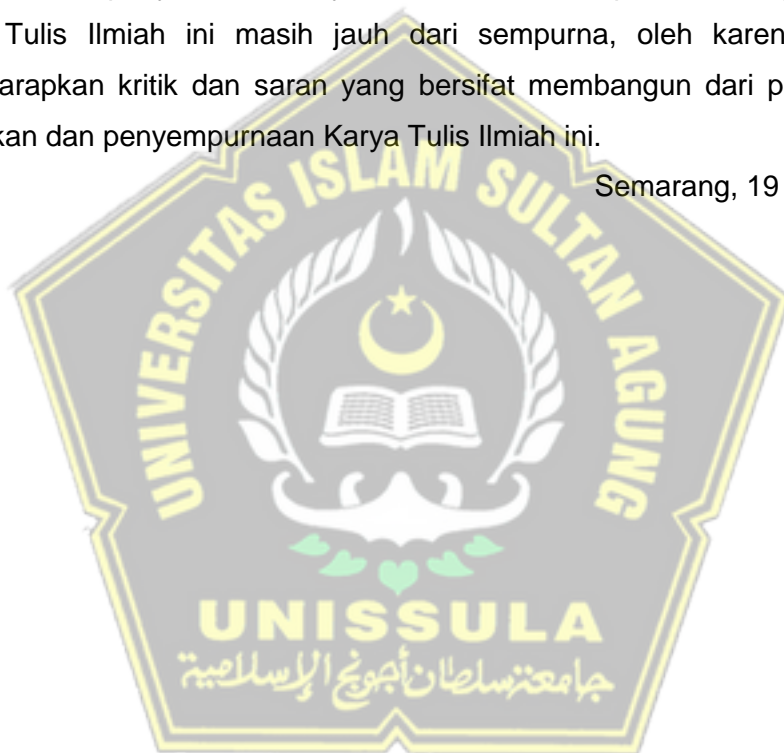 Tulis Ilmiah ini masih jauh dari sempurna, oleh karen
arapkan kritik dan saran yang bersifat membangun dari p
kan dan penyempurnaan Karya Tulis Ilmiah ini.
Semarang, 19
UNIVERSITAS ISLAM SULTAN AGUNG
UNISSULA
جامعة سلطان أجونج الإسلامية